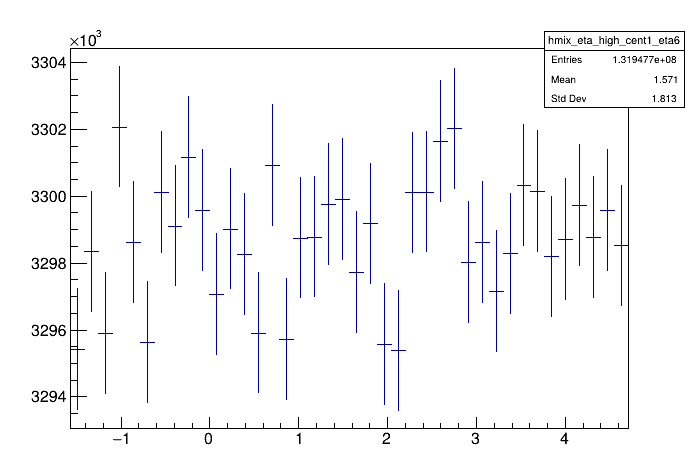 ×10³
hmix_eta_high_cent1_eta6
Entries 1.319477e+08
Mean 1.571
Std Dev 1.813
3304
3302
3300
3298
3296
3294
−1 0 1 2 3 4